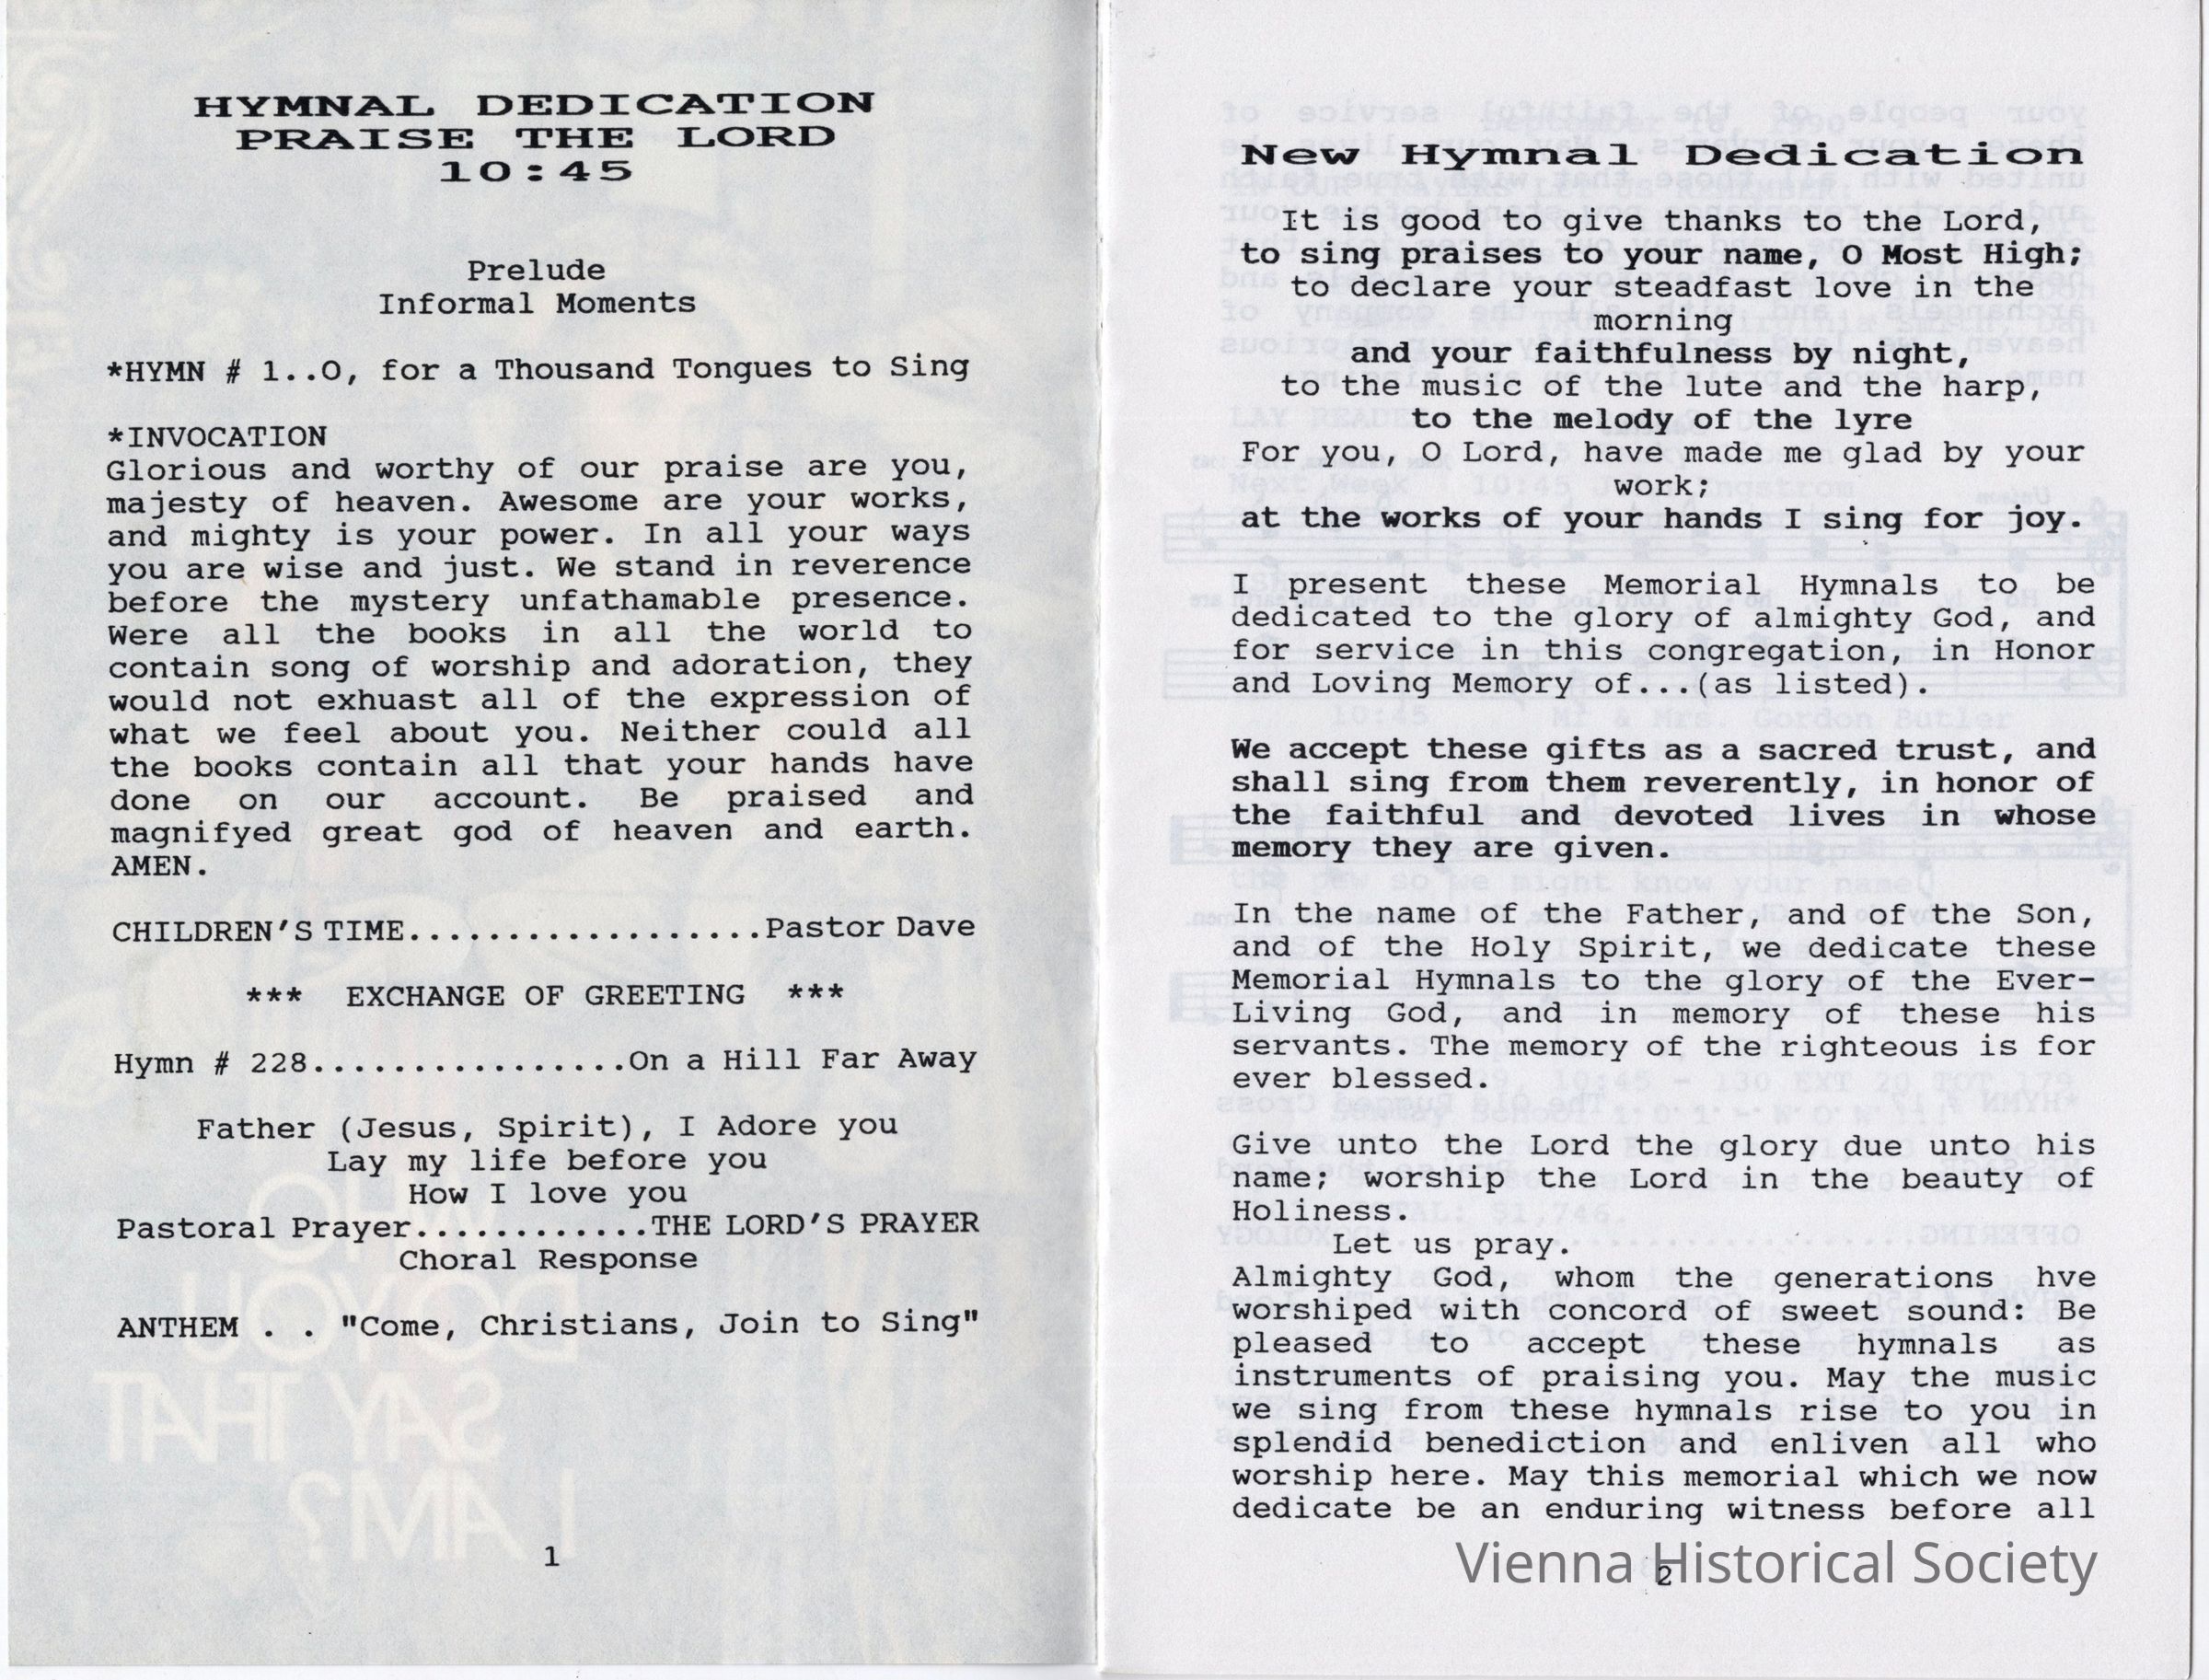 HYMNAL DEDICATION
PRAISE THE LORD
10:45
Prelude
Informal Moments
*HYMN # 1..O, for a Thousand Tongues to Sing
*INVOCATION
Glorious and worthy of our praise are you,
majesty of heaven. Awesome are your works,
and mighty is your power. In all your ways
you are wise and just. We stand in reverence
before the mystery unfathamable presence.
Were all the books in all the world to
contain song of worship and adoration, they
would not exhuast all of the expression of
what we feel about you. Neither could all
the books contain all that your hands have
done on our account. Be praised and
magnifyed great god of heaven and earth.
AMEN.
CHILDREN'S TIME..................Pastor Dave
*** EXCHANGE OF GREETING ***
Hymn # 228................On a Hill Far Away
Father (Jesus, Spirit), I Adore you
Lay my life before you
How I love you
Pastoral Prayer............THE LORD'S PRAYER
Choral Response
ANTHEM . . "Come, Christians, Join to Sing"
WHO
DO YOU
SAY THAT
I AM?
1
New Hymnal Dedication
It is good to give thanks to the Lord,
to sing praises to your name, O Most High;
to declare your steadfast love in the
morning
and your faithfulness by night,
to the music of the lute and the harp,
to the melody of the lyre
For you, O Lord, have made me glad by your
work;
at the works of your hands I sing for joy.
I present these Memorial Hymnals to be
dedicated to the glory of almighty God, and
for service in this congregation, in Honor
and Loving Memory of...(as listed).
We accept these gifts as a sacred trust, and
shall sing from them reverently, in honor of
the faithful and devoted lives in whose
memory they are given.
In the name of the Father, and of the Son,
and of the Holy Spirit, we dedicate these
Memorial Hymnals to the glory of the Ever-
Living God, and in memory of these his
servants. The memory of the righteous is for
ever blessed.
Give unto the Lord the glory due unto his
name; worship the Lord in the beauty of
Holiness.
Let us pray.
Almighty God, whom the generations hve
worshiped with concord of sweet sound: Be
pleased to accept these hymnals as
instruments of praising you. May the music
we sing from these hymnals rise to you in
splendid benediction and enliven all who
worship here. May this memorial which we now
dedicate be an enduring witness before all
2
Vienna Historical Society